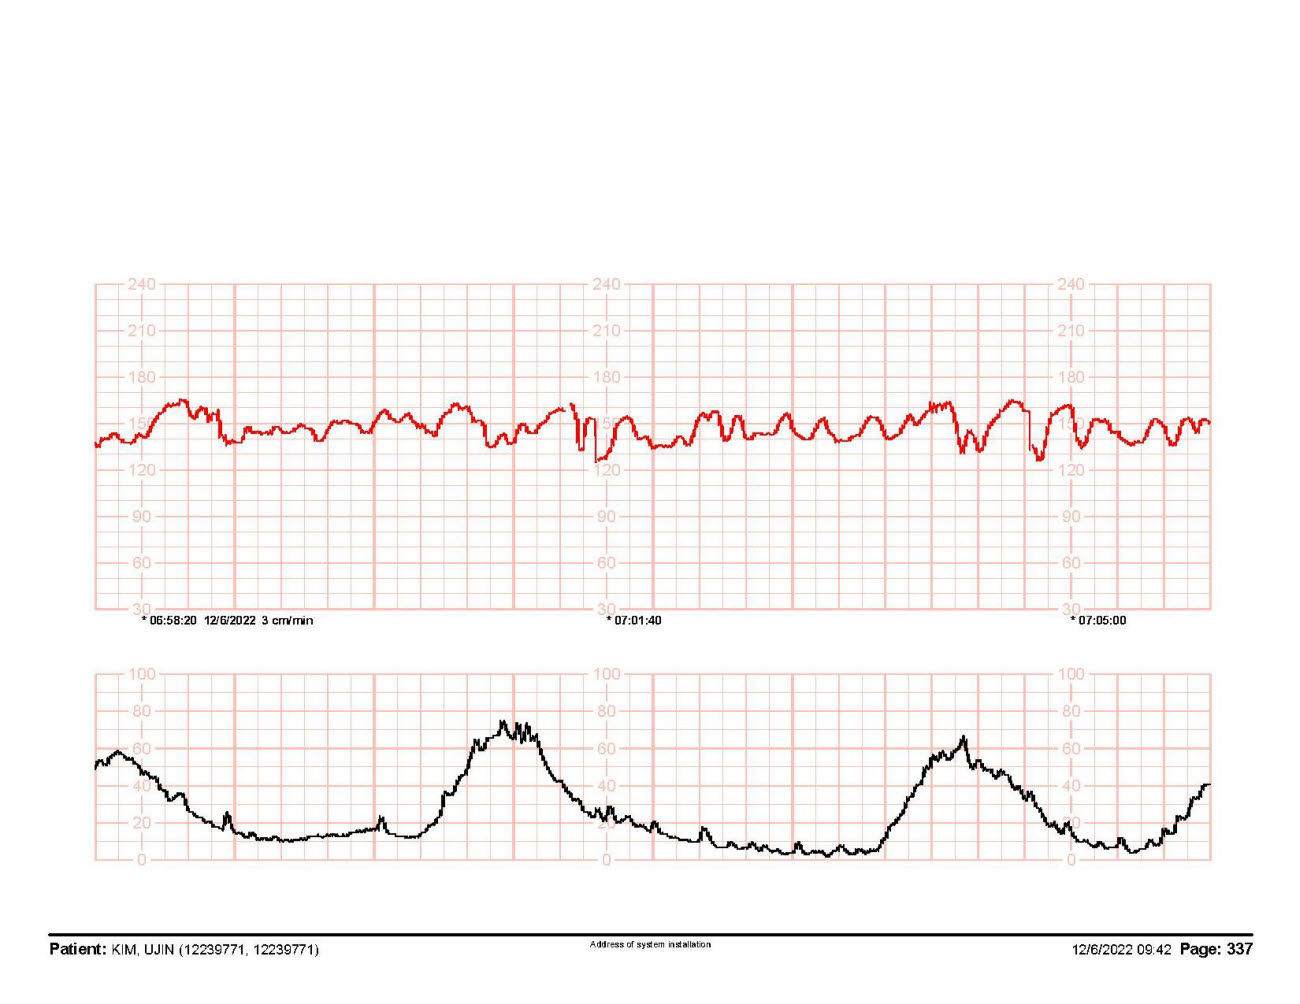 240 240 240
210 210 210
180 180 180
150 150 150
120 120 120
90 90 90
60 60 60
30 30 30
* 06:58:20 12/6/2022 3 cm/min * 07:01:40 * 07:05:00
100 100 100
80 80 80
60 60 60
40 40 40
20 20 20
0 0 0
Patient: KIM, UJIN (12239771, 12239771) Address of system installation 12/6/2022 09:42 Page: 337